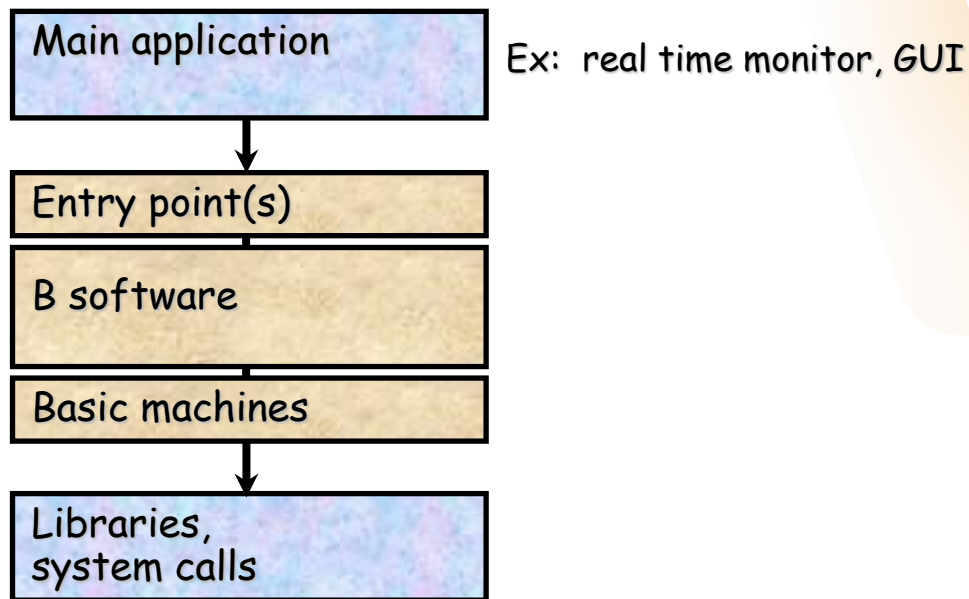 Main application
Ex: real time monitor, GUI
Entry point(s)
B software
Basic machines
Libraries,
system calls